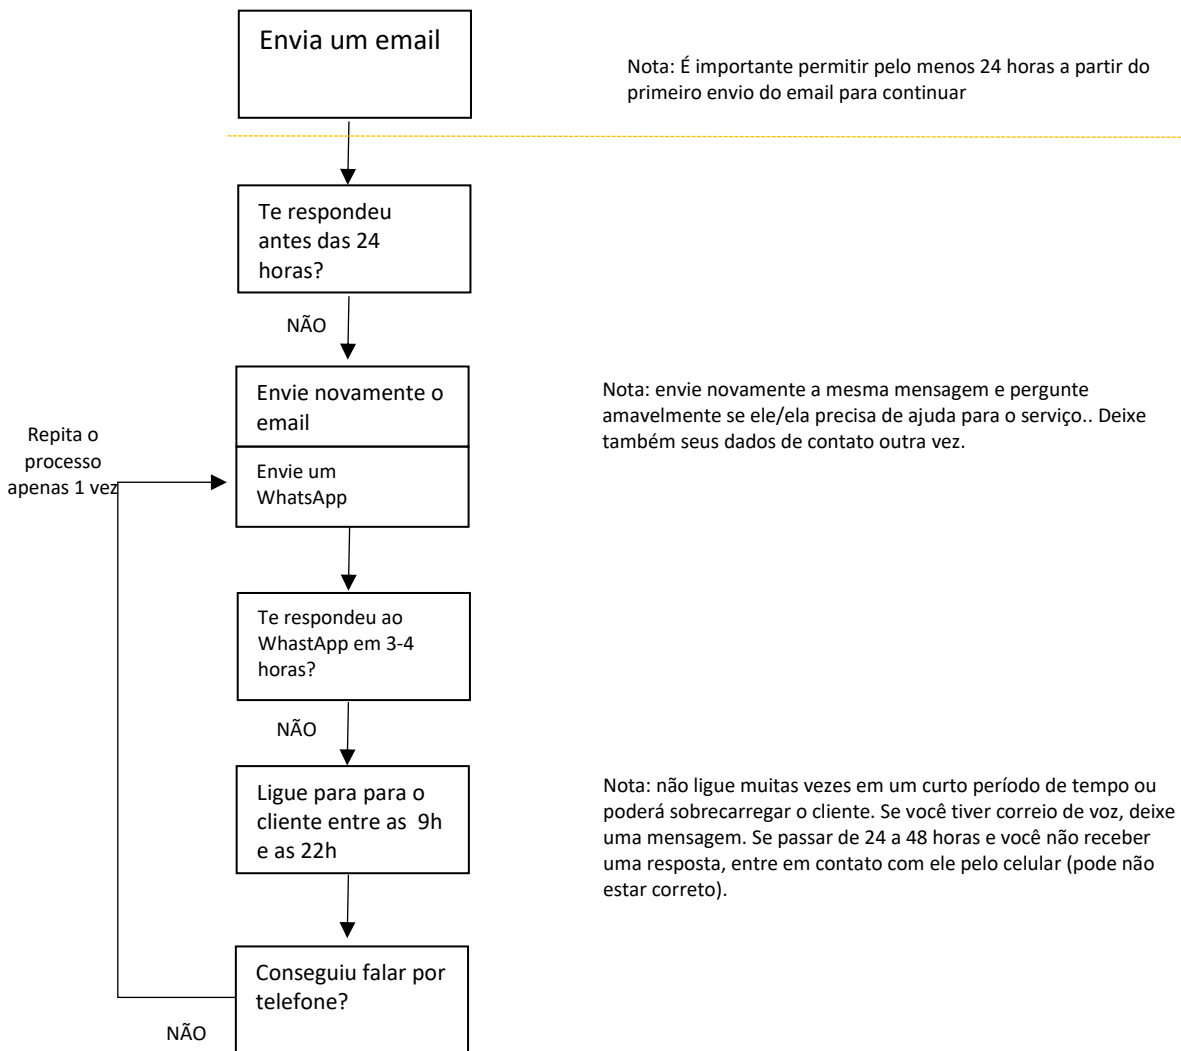 Envia um email
Nota: É importante permitir pelo menos 24 horas a partir do
primeiro envio do email para continuar
Te respondeu
antes das 24
horas?
NÃO
Envie novamente o
email
Nota: envie novamente a mesma mensagem e pergunte
amavelmente se ele/ela precisa de ajuda para o serviço.. Deixe
também seus dados de contato outra vez.
Repita o
processo
apenas 1 vez
Envie um
WhatsApp
Te respondeu ao
WhastApp em 3-4
horas?
NÃO
Ligue para para o
cliente entre as 9h
e as 22h
Nota: não ligue muitas vezes em um curto período de tempo ou
poderá sobrecarregar o cliente. Se você tiver correio de voz, deixe
uma mensagem. Se passar de 24 a 48 horas e você não receber
uma resposta, entre em contato com ele pelo celular (pode não
estar correto).
Conseguiu falar por
telefone?
NÃO